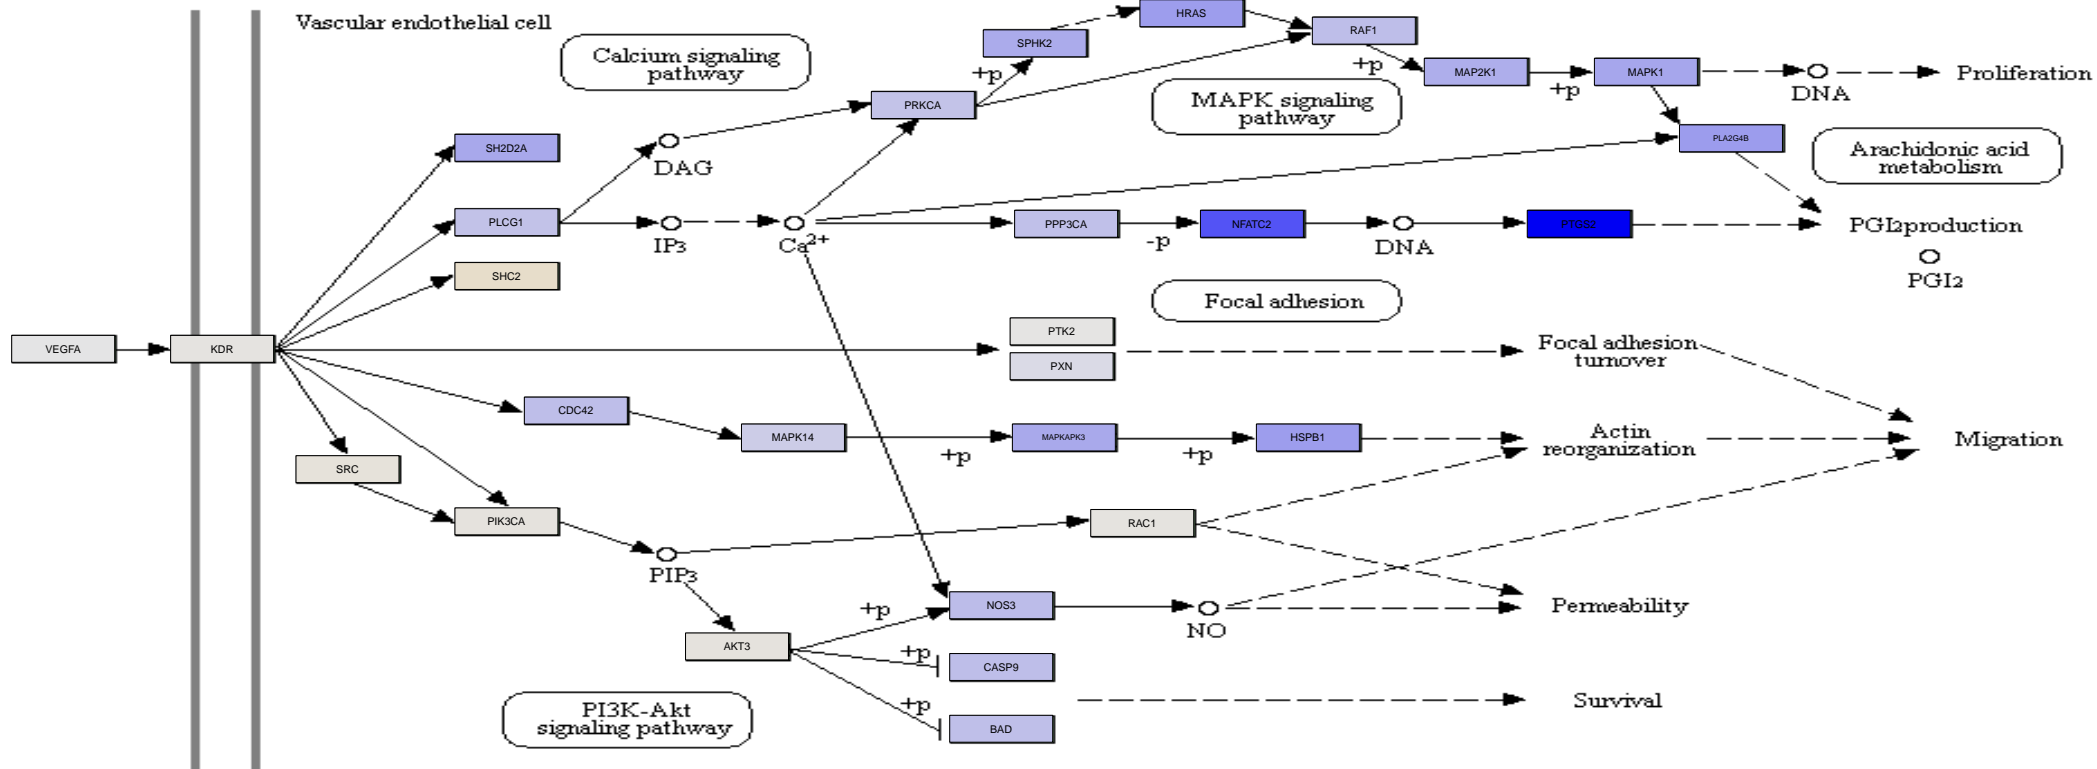 Vascular endothelial cell
HRAS
SPHK2
RAF1
Calcium signaling
pathway
+p
+p
MAP2K1
MAPK1
DNA
Proliferation
+p
PRKCA
MAPK signaling
pathway
SH2D2A
DAG
PLA2G4B
Arachidonic acid
metabolism
PLCG1
IP3
Ca2+
PPP3CA
-p
NFATC2
DNA
PTGS2
PGI2production
PGI2
SHC2
Focal adhesion
VEGFA
KDR
PTK2
PXN
Focal adhesion
turnover
CDC42
MAPK14
+p
MAPKAPK3
+p
HSPB1
Actin
reorganization
Migration
SRC
PIK3CA
RAC1
PIP3
+p
NOS3
NO
Permeability
AKT3
+p
CASP9
+p
BAD
Survival
PI3K-Akt
signaling pathway